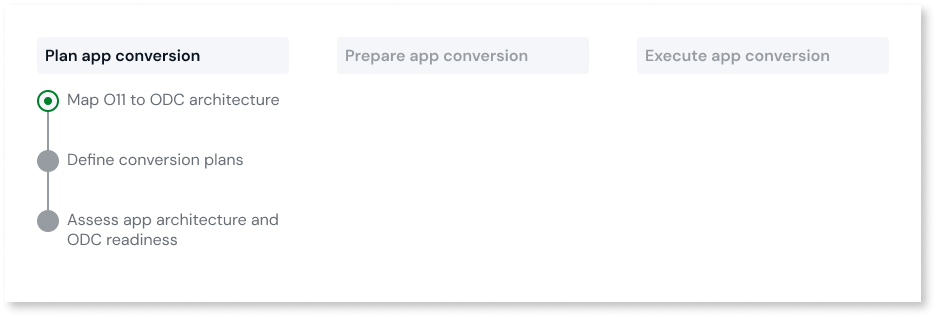 Plan app conversion
Prepare app conversion
Execute app conversion
Map O11 to ODC architecture
Define conversion plans
Assess app architecture and
ODC readiness